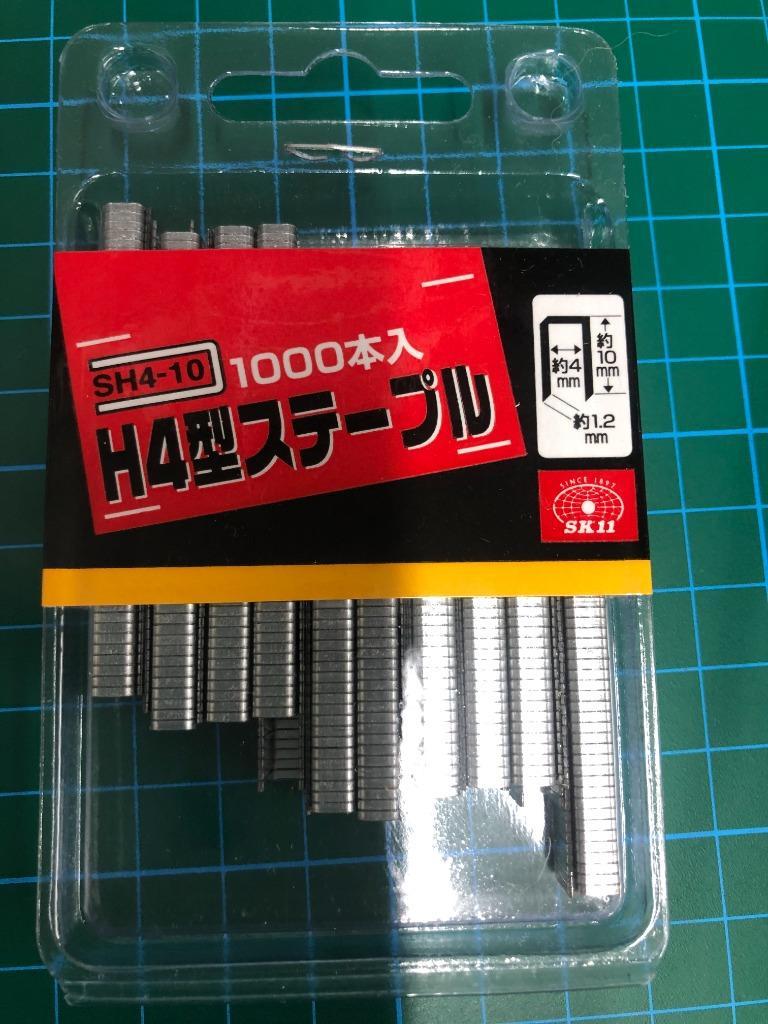 SH4-10
1000本入
H4型ステープル
約4
mm
約
10
mm
約1.2
mm
SINCE 1897
SK11